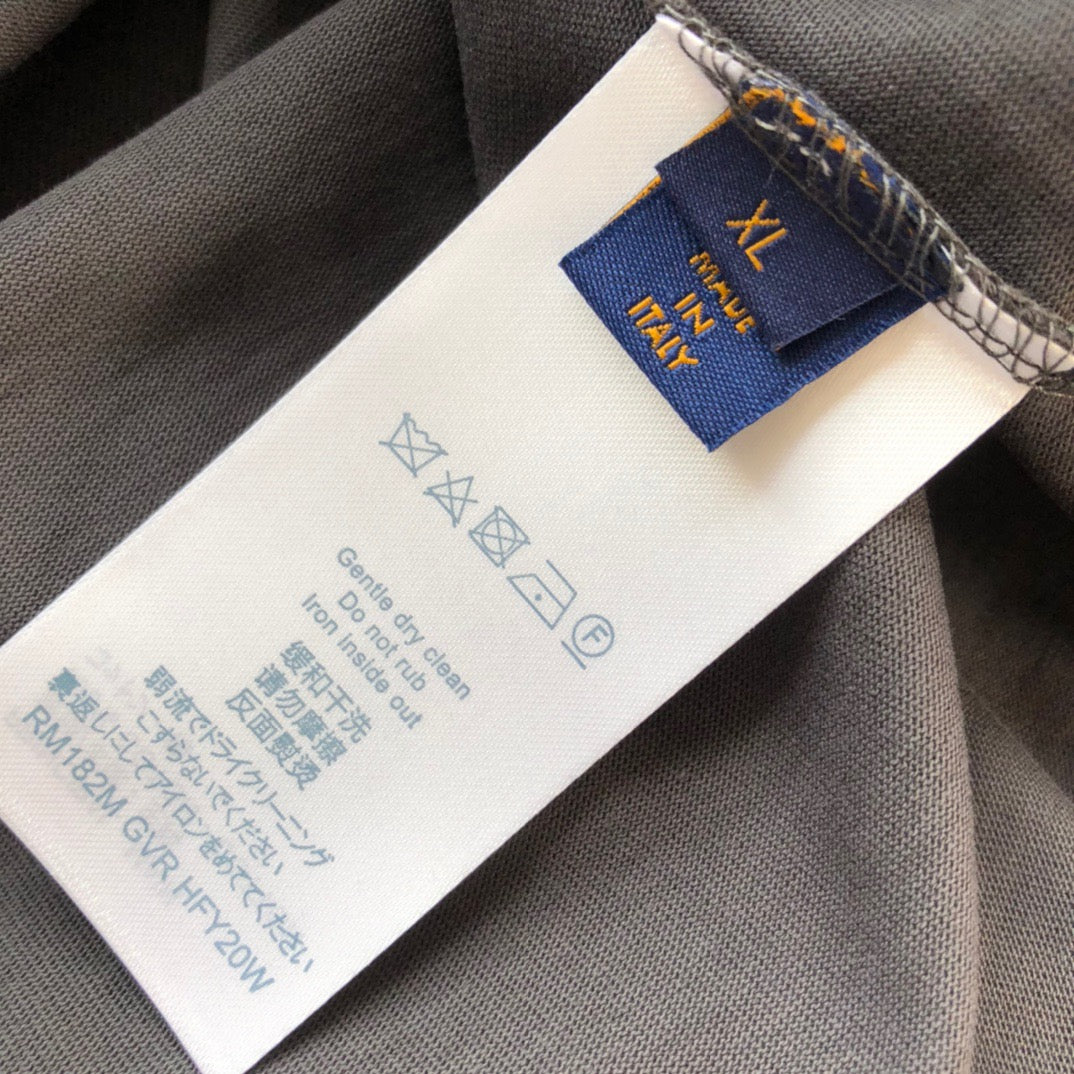 XL
MADE
IN
ITALY
F
Gentle dry clean
Do not rub
Iron inside out
缓和干洗
请勿摩擦
反面熨烫
弱流でドライクリーニング
こすらないでください
裏返しにしてアイロンをめててください
RM182M GVR HFY20W